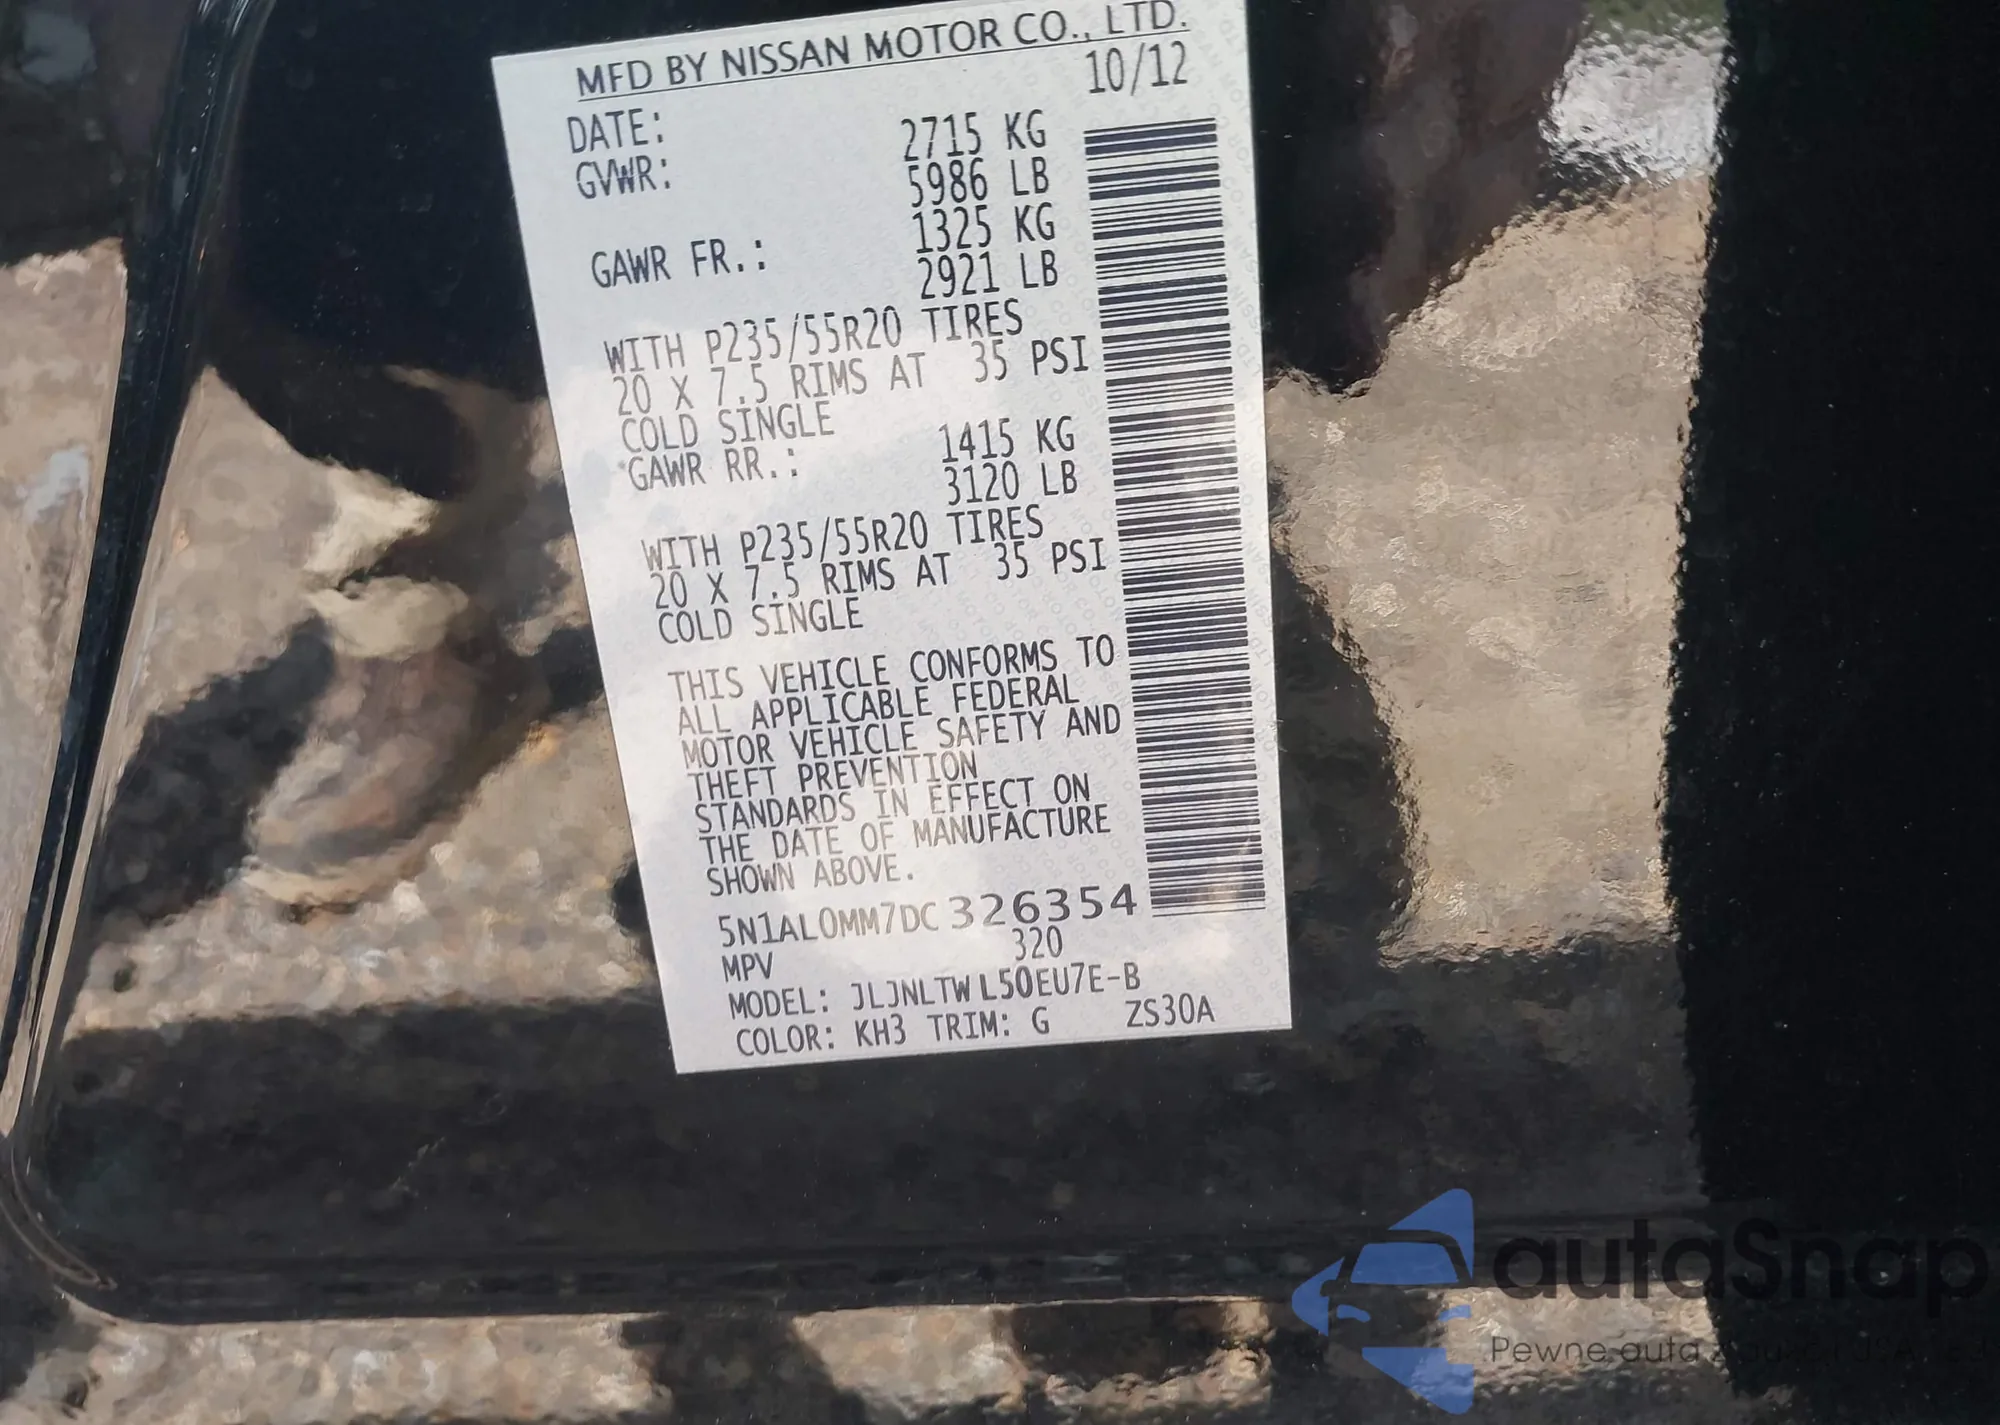 MFD BY NISSAN MOTOR CO., LTD.
DATE: 10/12
GVWR: 2715 KG
5986 LB
GAWR FR.: 1325 KG
2921 LB
WITH P235/55R20 TIRES
20 X 7.5 RIMS AT 35 PSI
COLD SINGLE
GAWR RR.: 1415 KG
3120 LB
WITH P235/55R20 TIRES
20 X 7.5 RIMS AT 35 PSI
COLD SINGLE
THIS VEHICLE CONFORMS TO
ALL APPLICABLE FEDERAL
MOTOR VEHICLE SAFETY AND
THEFT PREVENTION
STANDARDS IN EFFECT ON
THE DATE OF MANUFACTURE
SHOWN ABOVE.
5N1AL0MM7DC326354
MPV 320
MODEL: JLJNLTWL50EU7E-B
COLOR: KH3 TRIM: G ZS30A
autaSnap
Pewne auta z